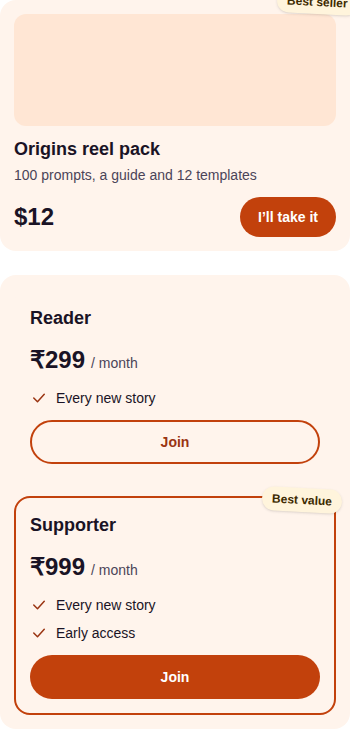 Best seller
Origins reel pack
100 prompts, a guide and 12 templates
$12
I’ll take it
Reader
₹299 / month
Every new story
Join
Best value
Supporter
₹999 / month
Every new story
Early access
Join